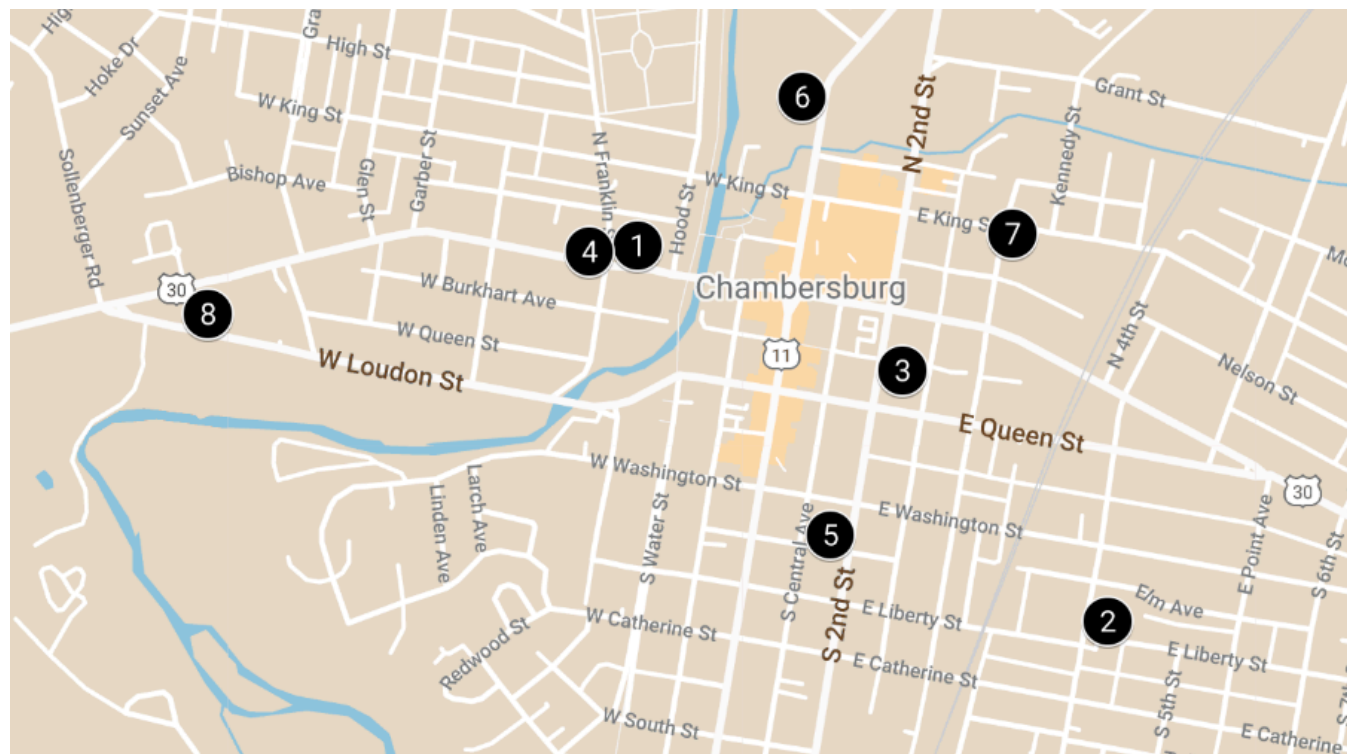 High St
Hoke Dr
Sunset Ave
W King St
Grant St
N 2nd St
Kennedy St
6
Sollenberger Rd
Bishop Ave
Glen St
Garber St
N Franklin S
Hood St
W King St
E King S
7
4
1
Chambersburg
30
8
W Burkhart Ave
W Queen St
W Loudon St
11
3
N 4th St
Nelson St
E Queen St
30
Linden Ave
Larch Ave
W Washington St
S Water St
S Central Ave
5
E Washington St
E Point Ave
S 6th St
Elm Ave
2
Redwood St
W Catherine St
S 2nd St
E Liberty St
E Liberty St
E Catherine St
S 5th St
S 7th
W South St
E Catherine